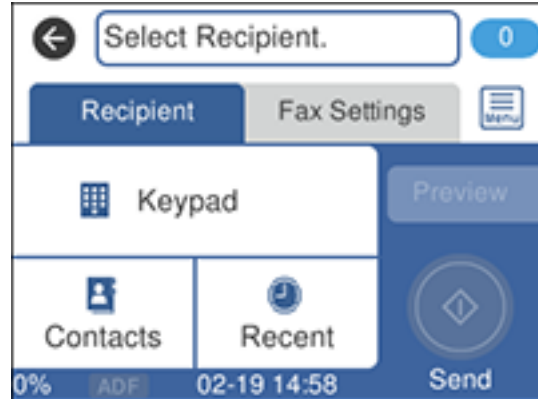 Select Recipient.
0
Recipient
Fax Settings
Menu
Keypad
Preview
Contacts
Recent
Send
0%
ADF
02-19 14:58